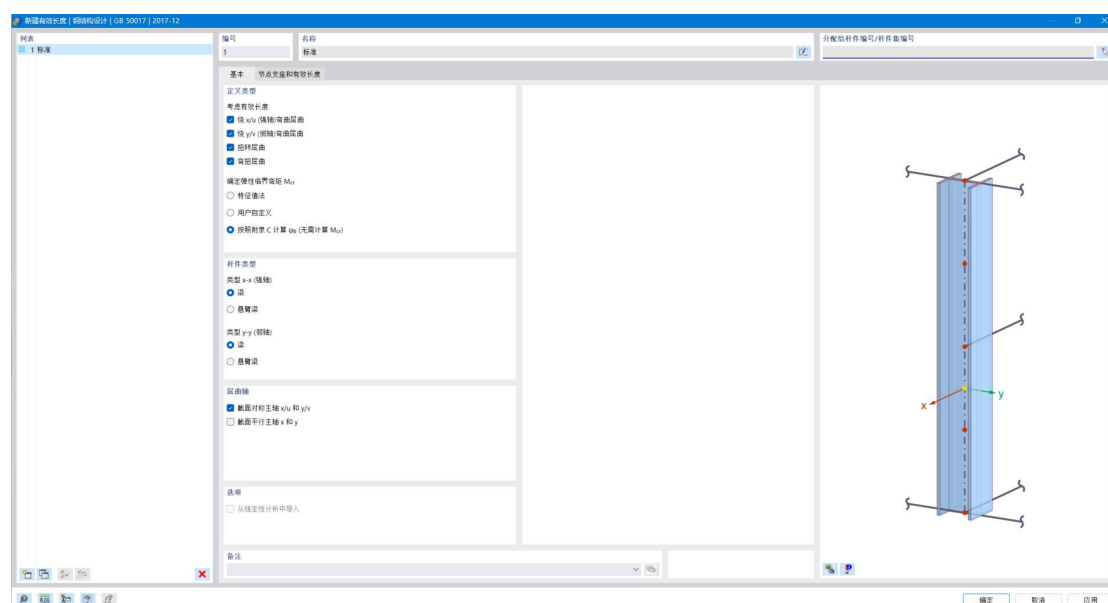 新建有效长度 | 钢结构设计 | GB 50017 | 2017-12
列表
1 标准
编号
1
名称
标准
分配给杆件编号/杆件集编号
基本
节点支座和有效长度
定义类型
考虑有效长度
绕 x/u (强轴)弯曲屈曲
绕 y/v (弱轴)弯曲屈曲
扭转屈曲
弯扭屈曲
确定弹性临界弯矩 Mcr
特征值法
用户自定义
按照附录 C 计算 φb (无需计算 Mcr)
杆件类型
类型 x-x (强轴)
梁
悬臂梁
类型 y-y (弱轴)
梁
悬臂梁
屈曲轴
截面对称主轴 x/u 和 y/v
截面平行主轴 x 和 y
选项
从稳定性分析中导入
备注
x
y
确定
取消
应用